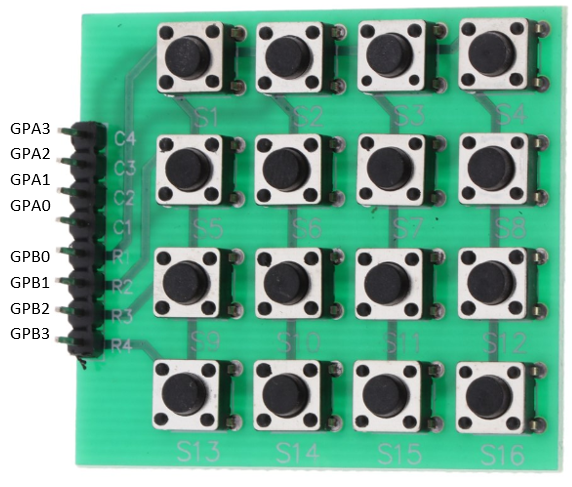 GPA3
GPA2
GPA1
GPA0
GPB0
GPB1
GPB2
GPB3
C4
C3
C2
C1
R1
R2
R3
R4
S1 S2 S3 S4
S5 S6 S7 S8
S9 S10 S11 S12
S13 S14 S15 S16